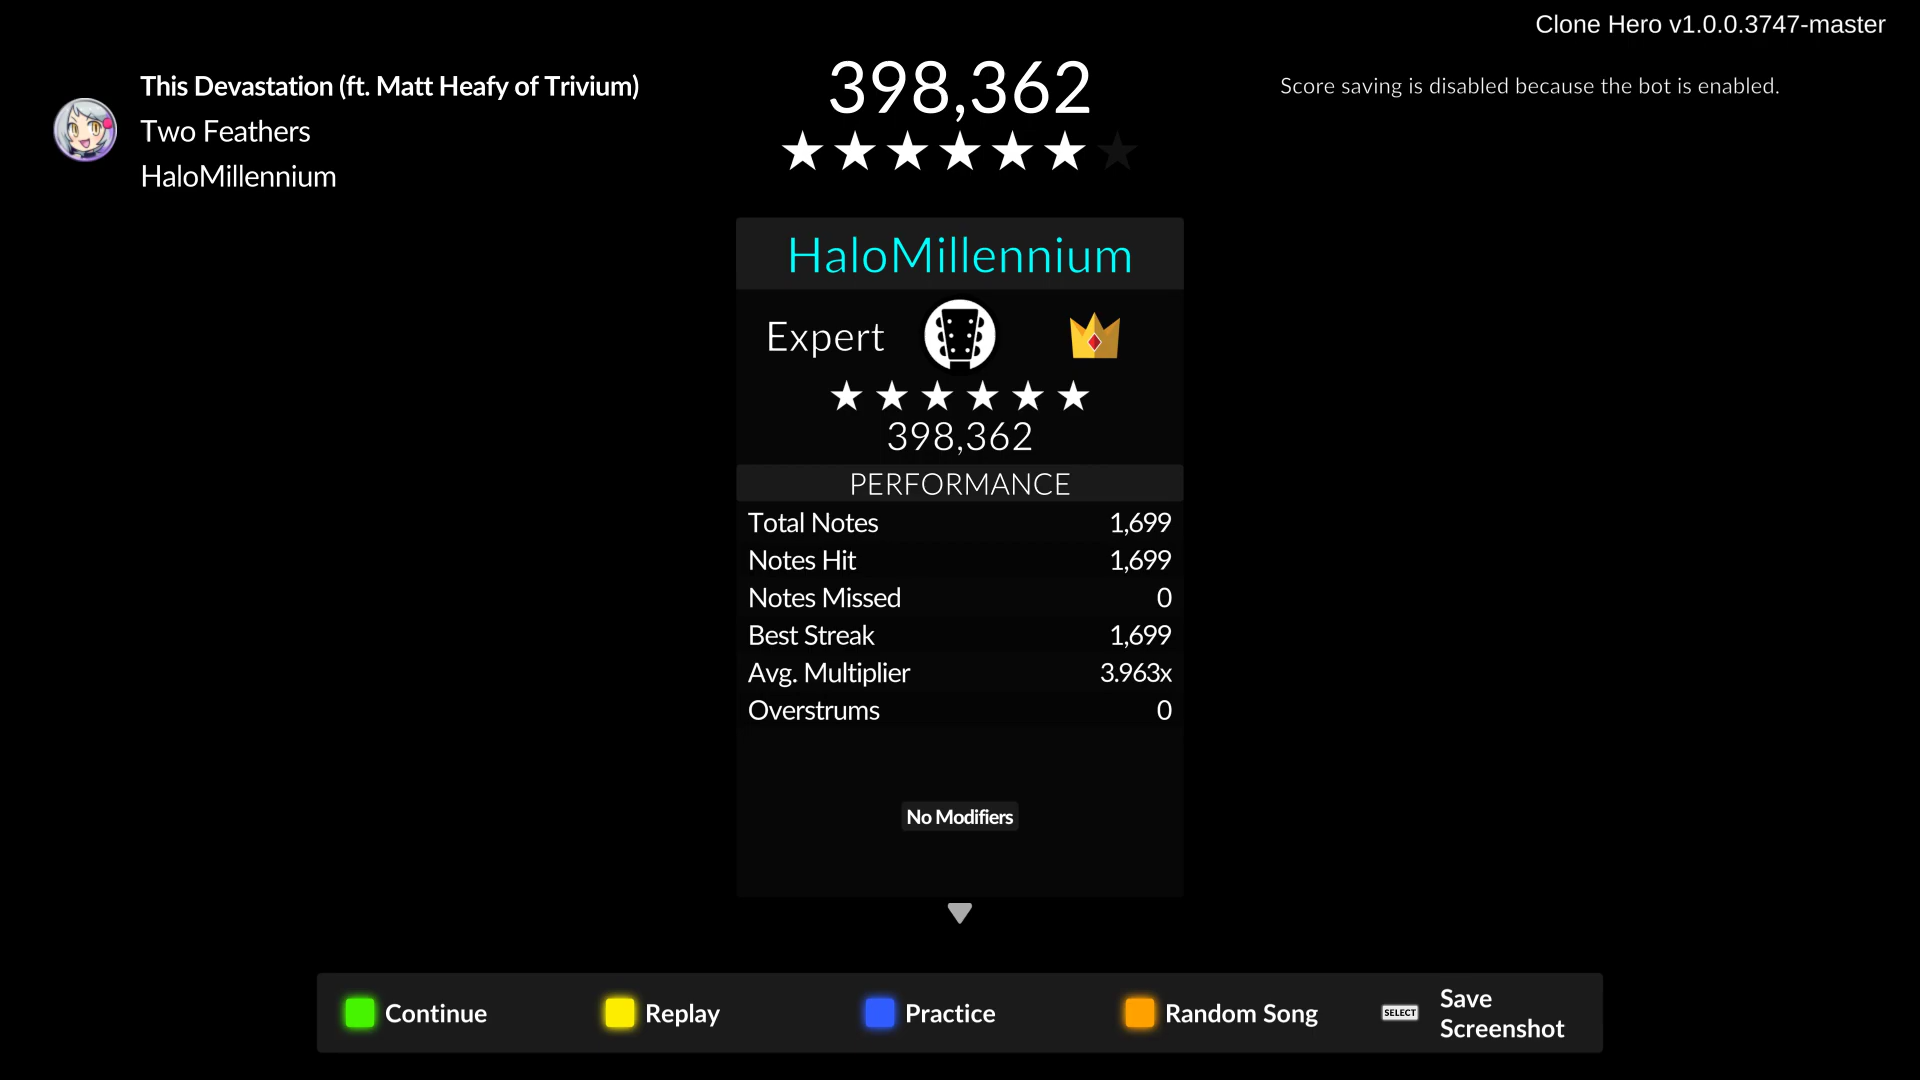 Clone Hero v1.0.0.3747-master
This Devastation (ft. Matt Heafy of Trivium)
Two Feathers
HaloMillennium
398,362
Score saving is disabled because the bot is enabled.
HaloMillennium
Expert
398,362
PERFORMANCE
Total Notes 1,699
Notes Hit 1,699
Notes Missed 0
Best Streak 1,699
Avg. Multiplier 3.963x
Overstrums 0
No Modifiers
Continue
Replay
Practice
Random Song
SELECT
Save
Screenshot